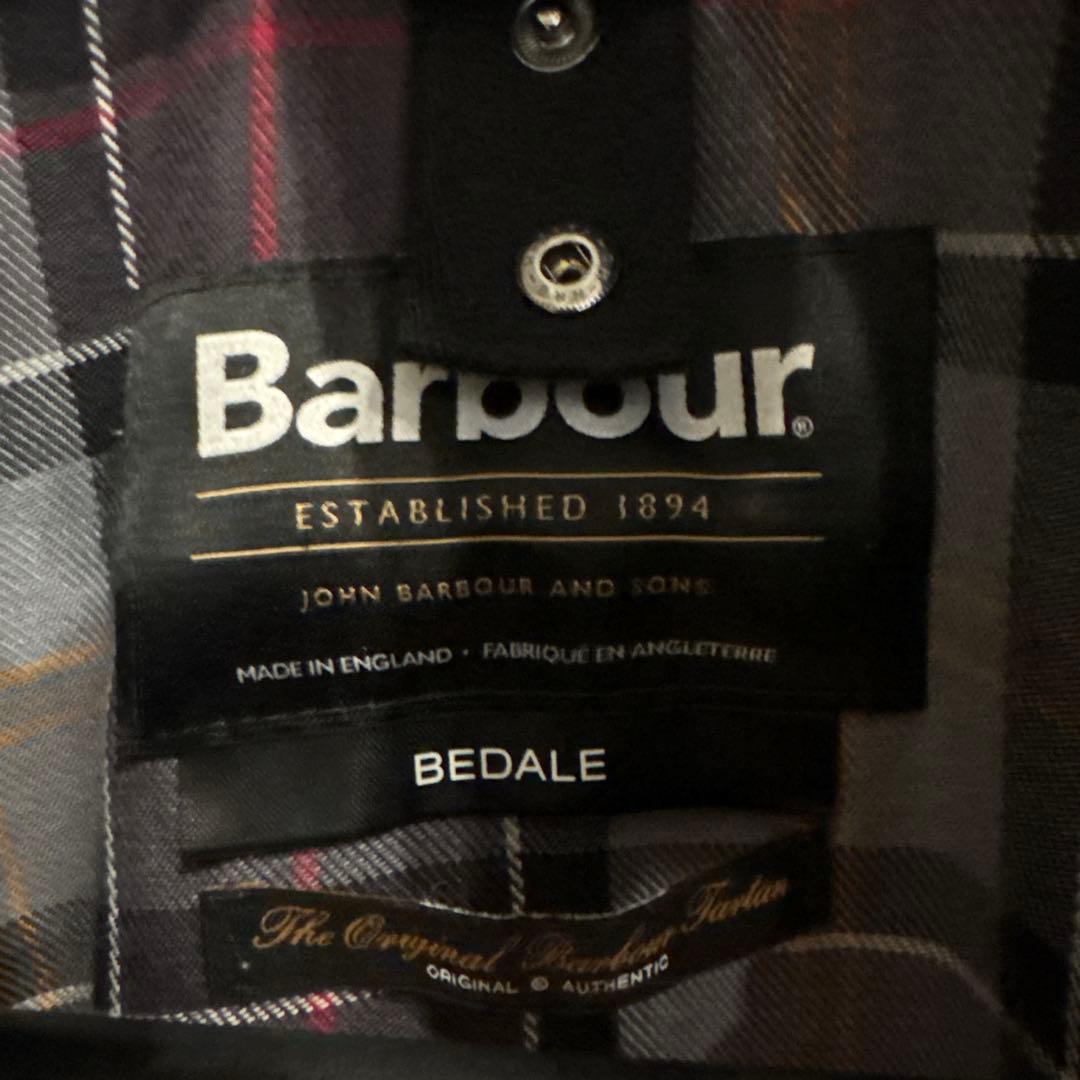 Barbour®
ESTABLISHED 1894
JOHN BARBOUR AND SONS
MADE IN ENGLAND · FABRIQUÉ EN ANGLETERRE
BEDALE
The Original Barbour Tartan
ORIGINAL © AUTHENTIC